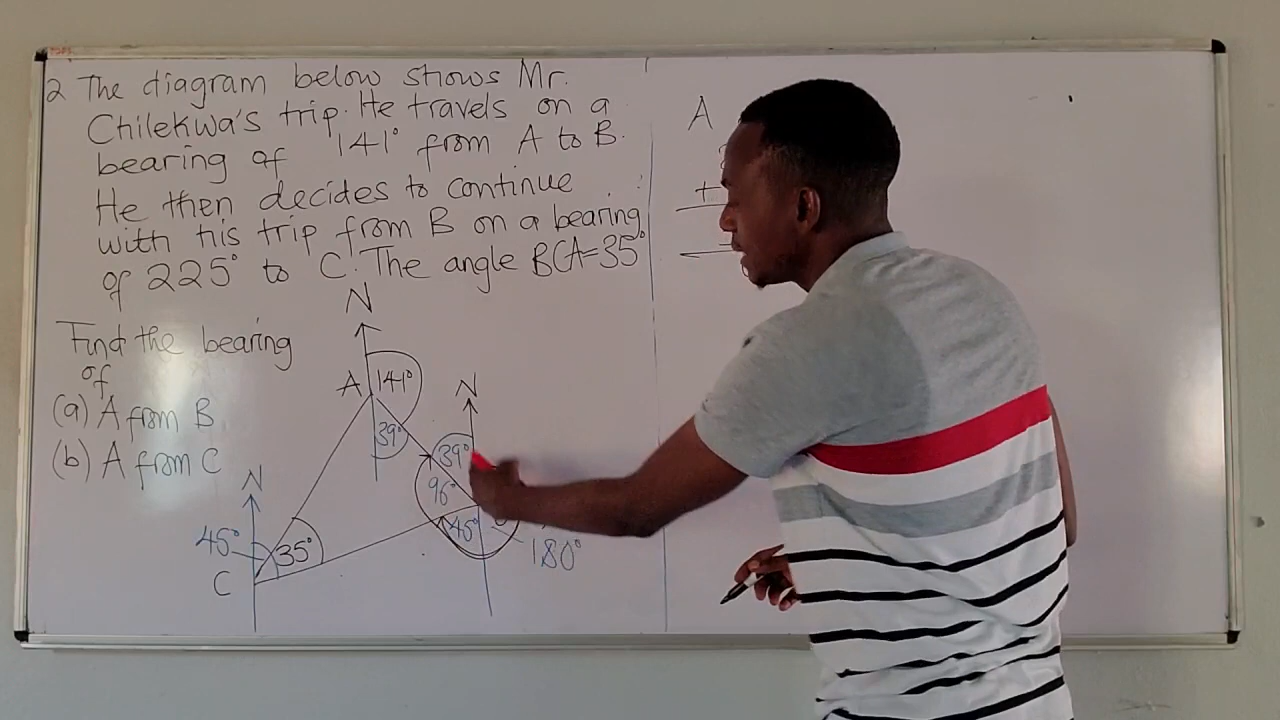 2 The diagram below shows Mr.
Chilekwa's trip. He travels on a
bearing of 141° from A to B.
He then decides to continue
with his trip from B on a bearing
of 225° to C. The angle BCA=35°
Find the bearing
of
(a) A from B
(b) A from C
N
A 141°
39°
N
39°
96°
45°
180°
N
45°
35°
C
A
+